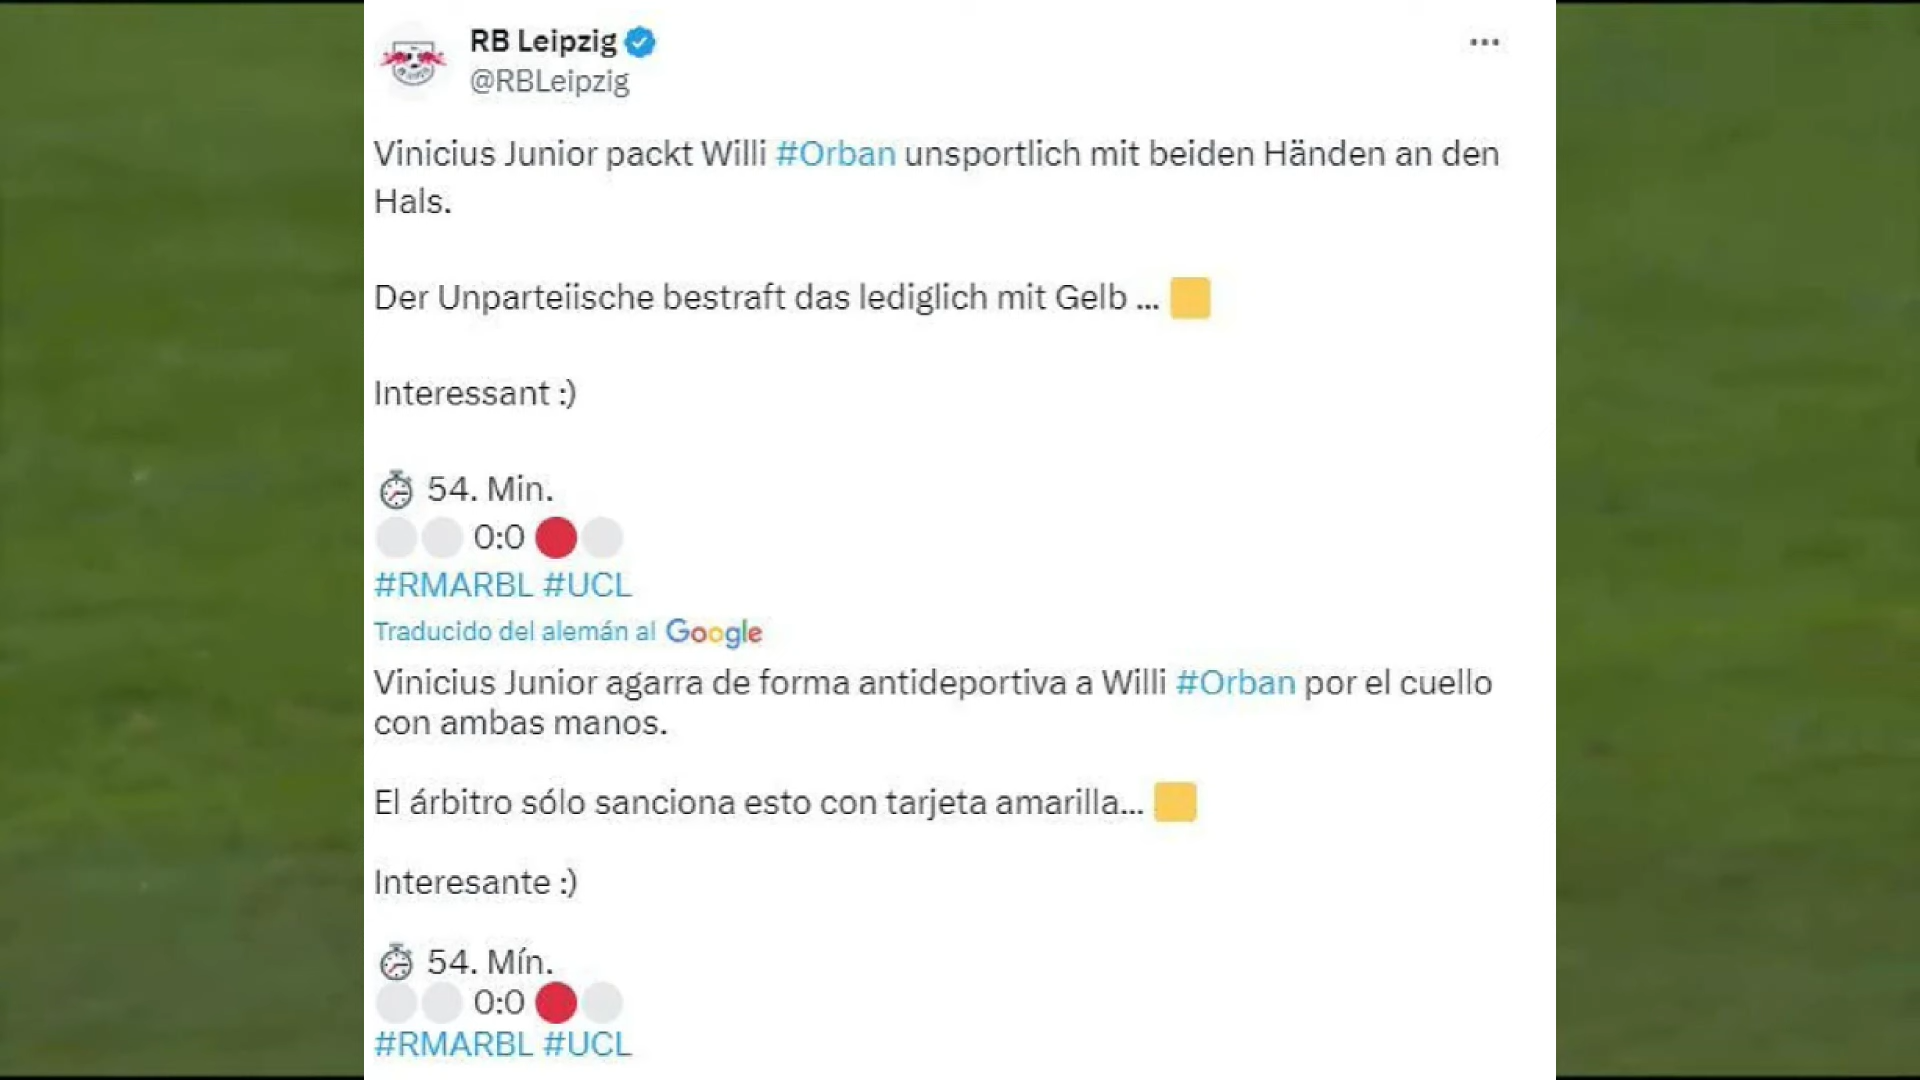 RB Leipzig
@RBLeipzig
Vinicius Junior packt Willi #Orban unsportlich mit beiden Händen an den
Hals.
Der Unparteiische bestraft das lediglich mit Gelb ...
Interessant :)
54. Min.
0:0
#RMARBL #UCL
Traducido del alemán al Google
Vinicius Junior agarra de forma antideportiva a Willi #Orban por el cuello
con ambas manos.
El árbitro sólo sanciona esto con tarjeta amarilla...
Interesante :)
54. Mín.
0:0
#RMARBL #UCL